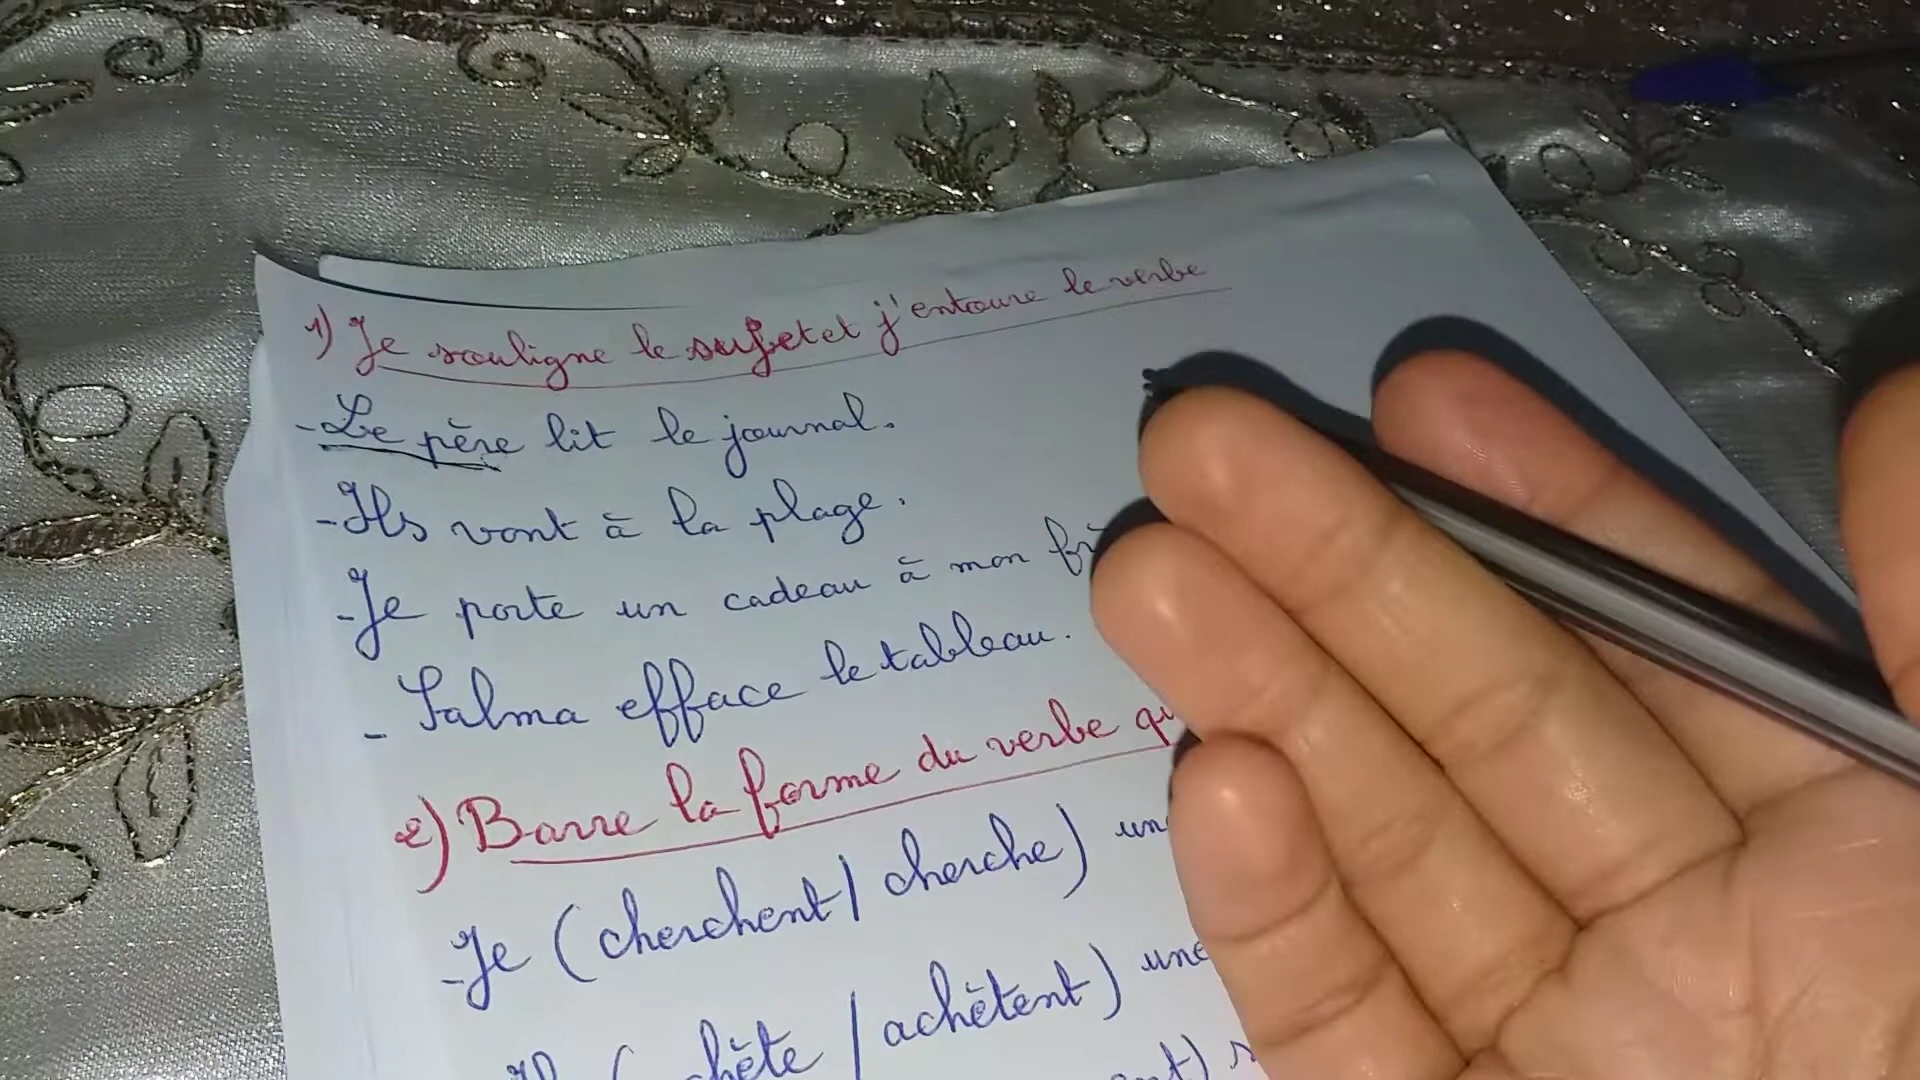 1) Je souligne le sujet et j'entoure le verbe
- Le père lit le journal.
- Ils vont à la plage.
- Je porte un cadeau à mon
- Salma efface le tableau.
2) Barre la forme du verbe
- Je (cherchent / cherche)
/ achètent)